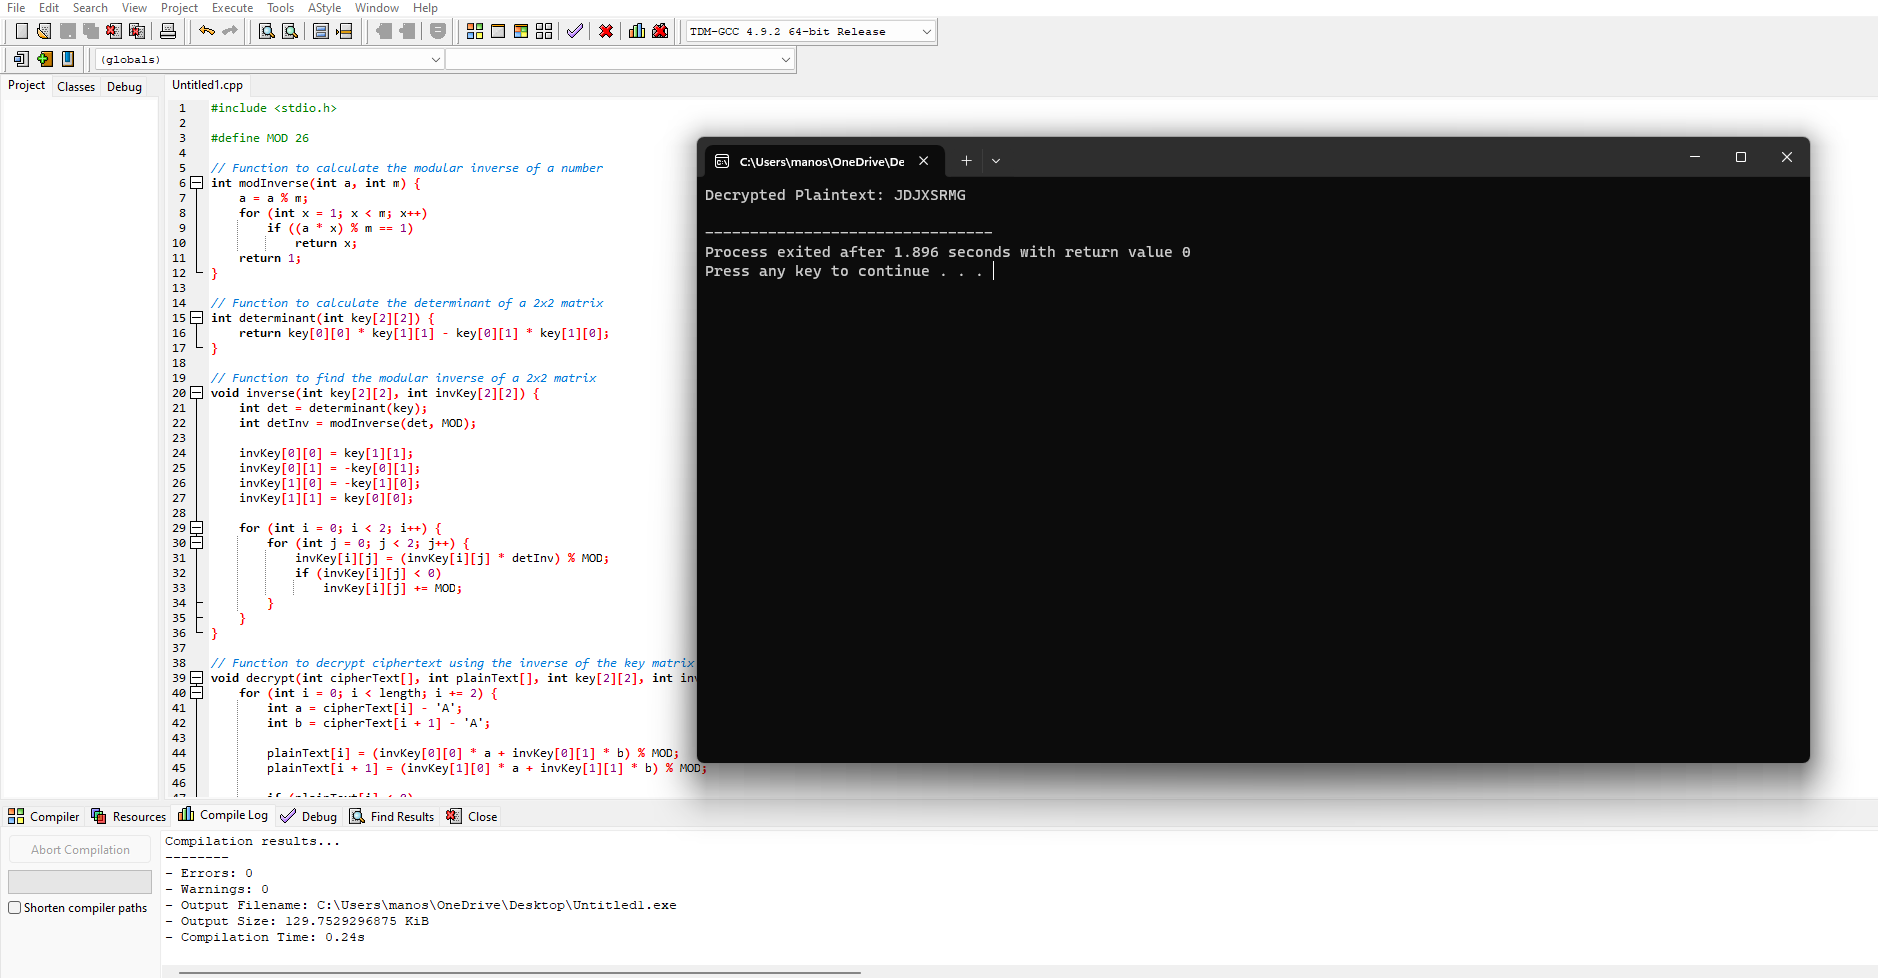 File Edit Search View Project Execute Tools AStyle Window Help
TDM-GCC 4.9.2 64-bit Release
(globals)
Project Classes Debug
Untitled1.cpp
1 #include <stdio.h>
2
3 #define MOD 26
4
5 // Function to calculate the modular inverse of a number
6 int modInverse(int a, int m) {
7 a = a % m;
8 for (int x = 1; x < m; x++)
9 if ((a * x) % m == 1)
10 return x;
11 return 1;
12 }
13
14 // Function to calculate the determinant of a 2x2 matrix
15 int determinant(int key[2][2]) {
16 return key[0][0] * key[1][1] - key[0][1] * key[1][0];
17 }
18
19 // Function to find the modular inverse of a 2x2 matrix
20 void inverse(int key[2][2], int invKey[2][2]) {
21 int det = determinant(key);
22 int detInv = modInverse(det, MOD);
23
24 invKey[0][0] = key[1][1];
25 invKey[0][1] = -key[0][1];
26 invKey[1][0] = -key[1][0];
27 invKey[1][1] = key[0][0];
28
29 for (int i = 0; i < 2; i++) {
30 for (int j = 0; j < 2; j++) {
31 invKey[i][j] = (invKey[i][j] * detInv) % MOD;
32 if (invKey[i][j] < 0)
33 invKey[i][j] += MOD;
34 }
35 }
36 }
37
38 // Function to decrypt ciphertext using the inverse of the key matrix
39 void decrypt(int cipherText[], int plainText[], int key[2][2], int inv
40 for (int i = 0; i < length; i += 2) {
41 int a = cipherText[i] - 'A';
42 int b = cipherText[i + 1] - 'A';
43
44 plainText[i] = (invKey[0][0] * a + invKey[0][1] * b) % MOD;
45 plainText[i + 1] = (invKey[1][0] * a + invKey[1][1] * b) % MOD;
46
47 if (plainText[i] < 0)
C:\Users\manos\OneDrive\De
Decrypted Plaintext: JDJXSRMG
--------------------------------
Process exited after 1.896 seconds with return value 0
Press any key to continue . . .
Compiler Resources Compile Log Debug Find Results Close
Abort Compilation
Shorten compiler paths
Compilation results...
--------
- Errors: 0
- Warnings: 0
- Output Filename: C:\Users\manos\OneDrive\Desktop\Untitled1.exe
- Output Size: 129.7529296875 KiB
- Compilation Time: 0.24s